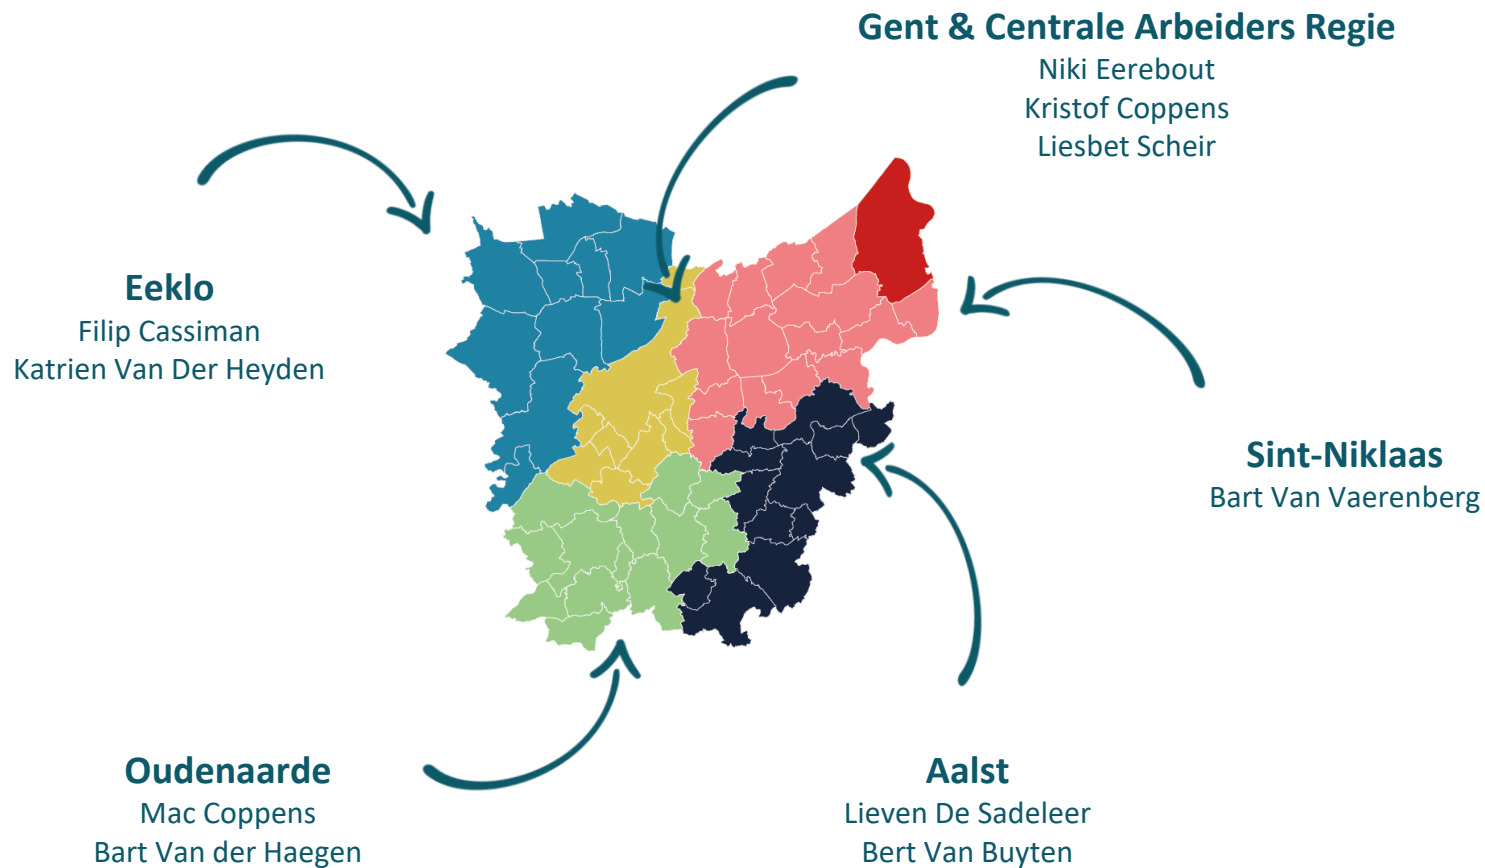 Gent & Centrale Arbeiders Regie
Niki Eerebout
Kristof Coppens
Liesbet Scheir
Eeklo
Filip Cassiman
Katrien Van Der Heyden
Sint-Niklaas
Bart Van Vaerenberg
Oudenaarde
Mac Coppens
Bart Van der Haegen
Aalst
Lieven De Sadeleer
Bert Van Buyten